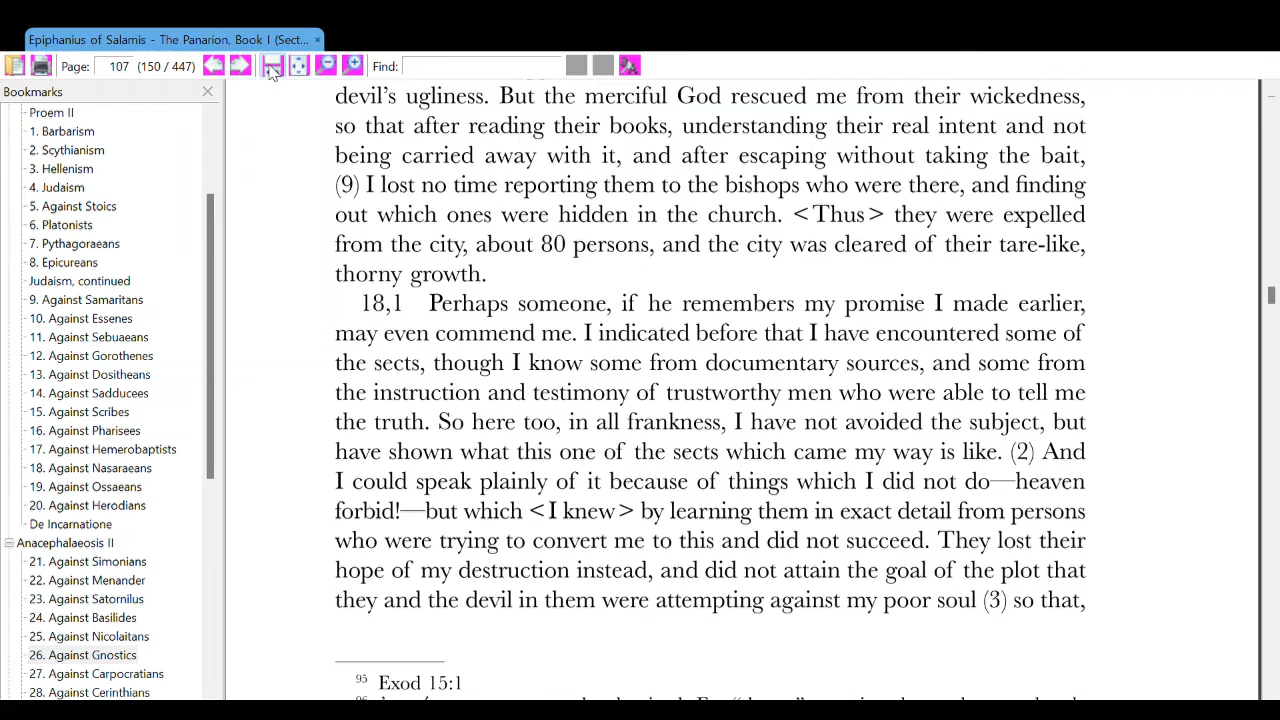 Epiphanius of Salamis - The Panarion, Book I (Sect... ×
Page: 107 (150 / 447) Find:
Bookmarks
Proem II
1. Barbarism
2. Scythianism
3. Hellenism
4. Judaism
5. Against Stoics
6. Platonists
7. Pythagoraeans
8. Epicureans
Judaism, continued
9. Against Samaritans
10. Against Essenes
11. Against Sebuaeans
12. Against Gorothenes
13. Against Dositheans
14. Against Sadducees
15. Against Scribes
16. Against Pharisees
17. Against Hemerobaptists
18. Against Nasaraeans
19. Against Ossaeans
20. Against Herodians
De Incarnatione
Anacephalaeosis II
21. Against Simonians
22. Against Menander
23. Against Satornilus
24. Against Basilides
25. Against Nicolaitans
26. Against Gnostics
27. Against Carpocratians
28. Against Cerinthians
devil's ugliness. But the merciful God rescued me from their wickedness,
so that after reading their books, understanding their real intent and not
being carried away with it, and after escaping without taking the bait,
(9) I lost no time reporting them to the bishops who were there, and finding
out which ones were hidden in the church. <Thus> they were expelled
from the city, about 80 persons, and the city was cleared of their tare-like,
thorny growth.
18,1 Perhaps someone, if he remembers my promise I made earlier,
may even commend me. I indicated before that I have encountered some of
the sects, though I know some from documentary sources, and some from
the instruction and testimony of trustworthy men who were able to tell me
the truth. So here too, in all frankness, I have not avoided the subject, but
have shown what this one of the sects which came my way is like. (2) And
I could speak plainly of it because of things which I did not do—heaven
forbid!—but which <I knew> by learning them in exact detail from persons
who were trying to convert me to this and did not succeed. They lost their
hope of my destruction instead, and did not attain the goal of the plot that
they and the devil in them were attempting against my poor soul (3) so that,
95 Exod 15:1